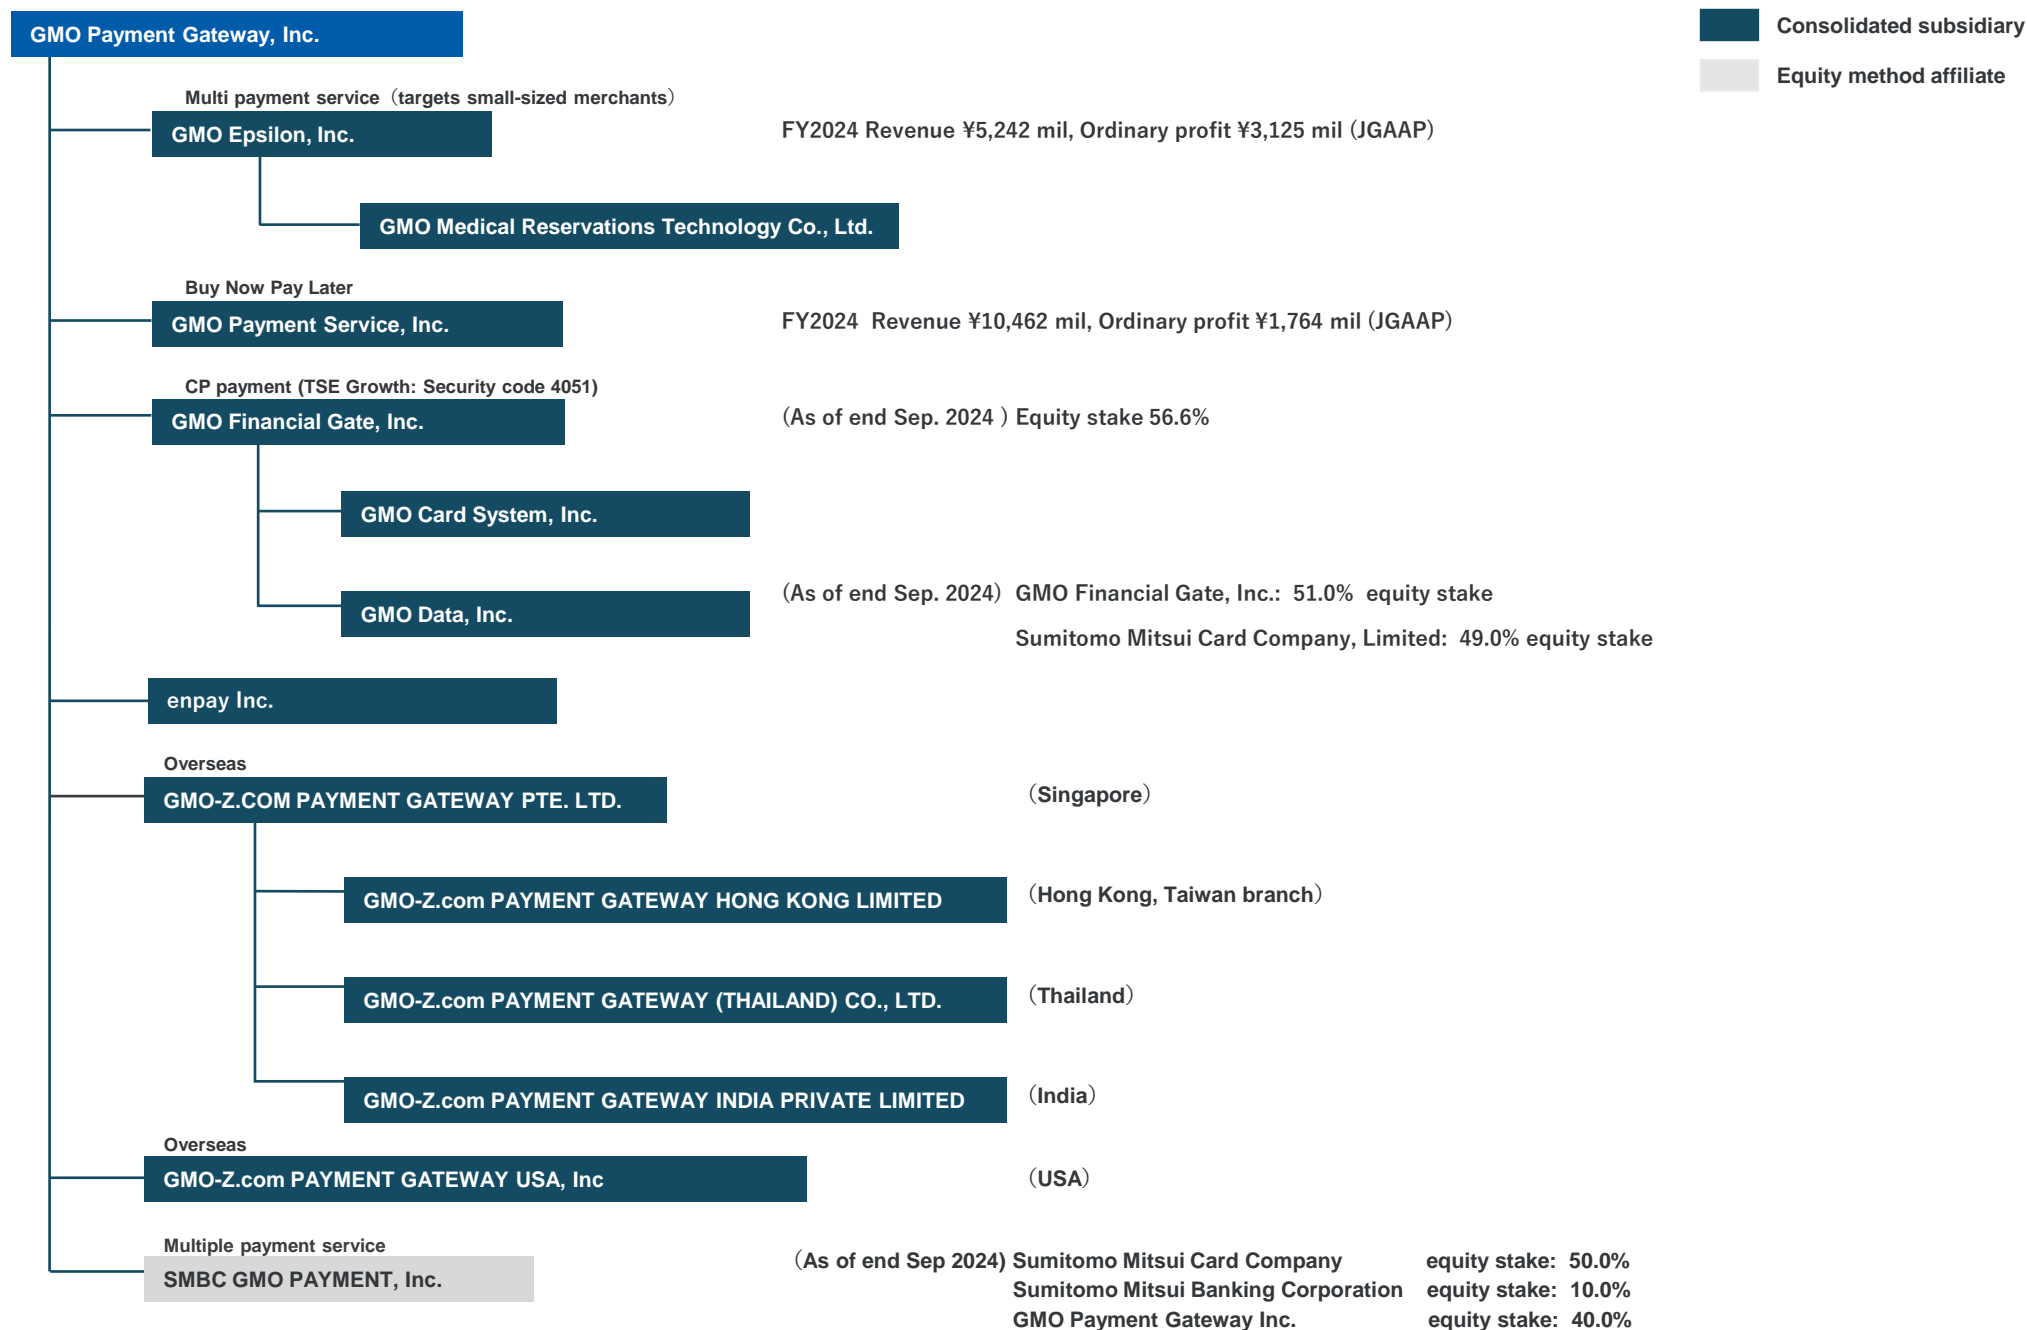 GMO Payment Gateway, Inc.
Consolidated subsidiary
Equity method affiliate
Multi payment service（targets small-sized merchants）
GMO Epsilon, Inc.
FY2024 Revenue ¥5,242 mil, Ordinary profit ¥3,125 mil (JGAAP)
GMO Medical Reservations Technology Co., Ltd.
Buy Now Pay Later
GMO Payment Service, Inc.
FY2024 Revenue ¥10,462 mil, Ordinary profit ¥1,764 mil (JGAAP)
CP payment (TSE Growth: Security code 4051)
GMO Financial Gate, Inc.
(As of end Sep. 2024 ) Equity stake 56.6%
GMO Card System, Inc.
GMO Data, Inc.
(As of end Sep. 2024) GMO Financial Gate, Inc.: 51.0% equity stake
Sumitomo Mitsui Card Company, Limited: 49.0% equity stake
enpay Inc.
Overseas
GMO-Z.COM PAYMENT GATEWAY PTE. LTD.
（Singapore）
GMO-Z.com PAYMENT GATEWAY HONG KONG LIMITED
（Hong Kong, Taiwan branch）
GMO-Z.com PAYMENT GATEWAY (THAILAND) CO., LTD.
（Thailand）
GMO-Z.com PAYMENT GATEWAY INDIA PRIVATE LIMITED
（India）
Overseas
GMO-Z.com PAYMENT GATEWAY USA, Inc
（USA）
Multiple payment service
SMBC GMO PAYMENT, Inc.
（As of end Sep 2024) Sumitomo Mitsui Card Company equity stake: 50.0%
Sumitomo Mitsui Banking Corporation equity stake: 10.0%
GMO Payment Gateway Inc. equity stake: 40.0%